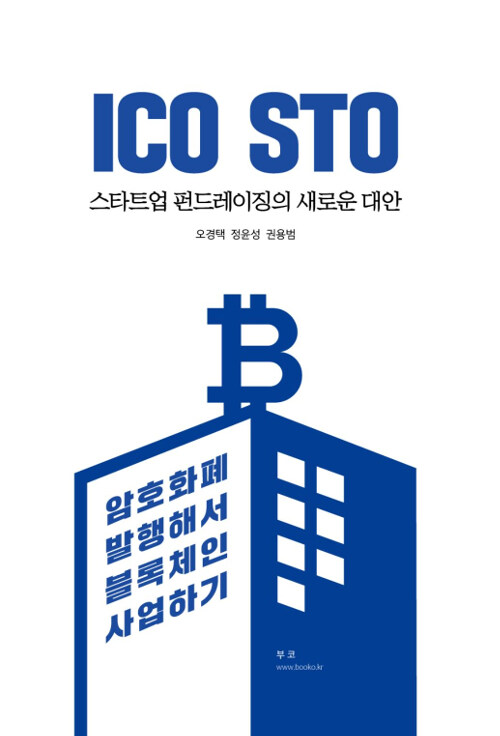 ICO STO
스타트업 펀드레이징의 새로운 대안
오경택 정윤성 권용범
암호화폐
발행해서
블록체인
사업하기
부코
www.booko.kr